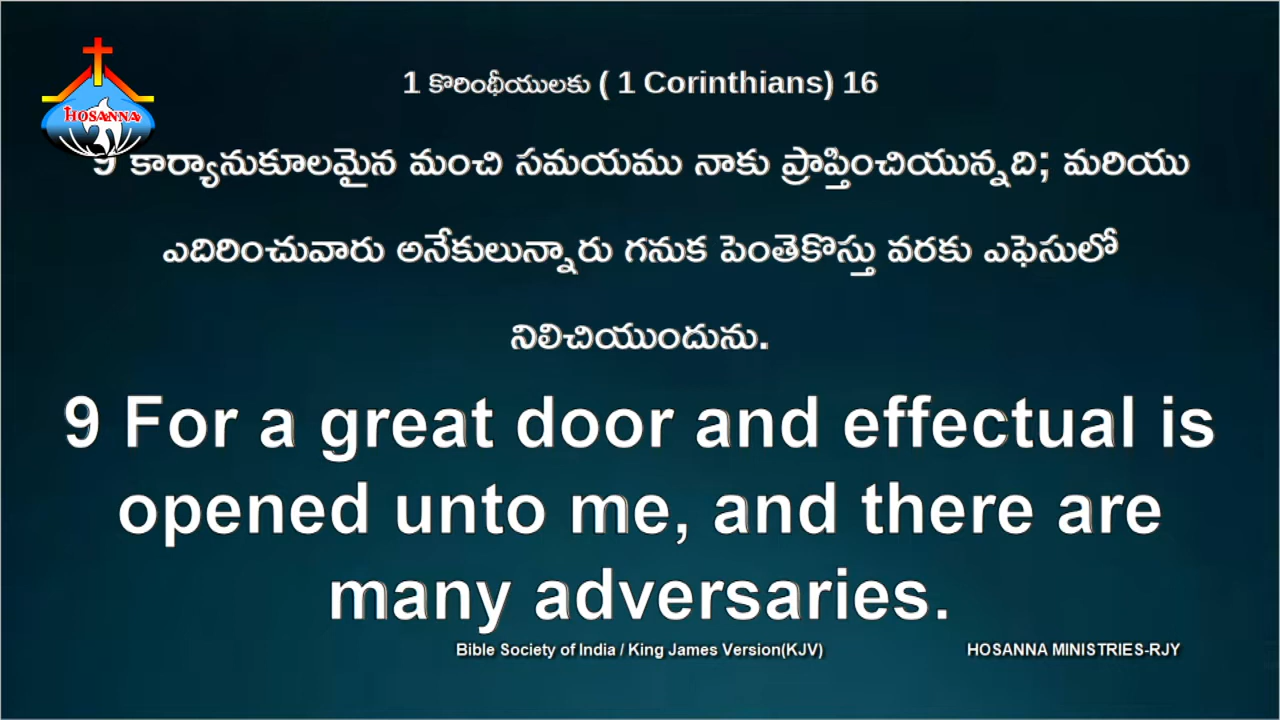 1 కొరింథీయులకు ( 1 Corinthians) 16
HOSANNA
9 కార్యానుకూలమైన మంచి సమయము నాకు ప్రాప్తించియున్నది; మరియు
ఎదిరించువారు అనేకులున్నారు గనుక పెంతెకొస్తు వరకు ఎఫెసులో
నిలిచియుందును.
9 For a great door and effectual is
opened unto me, and there are
many adversaries.
Bible Society of India / King James Version(KJV)
HOSANNA MINISTRIES-RJY